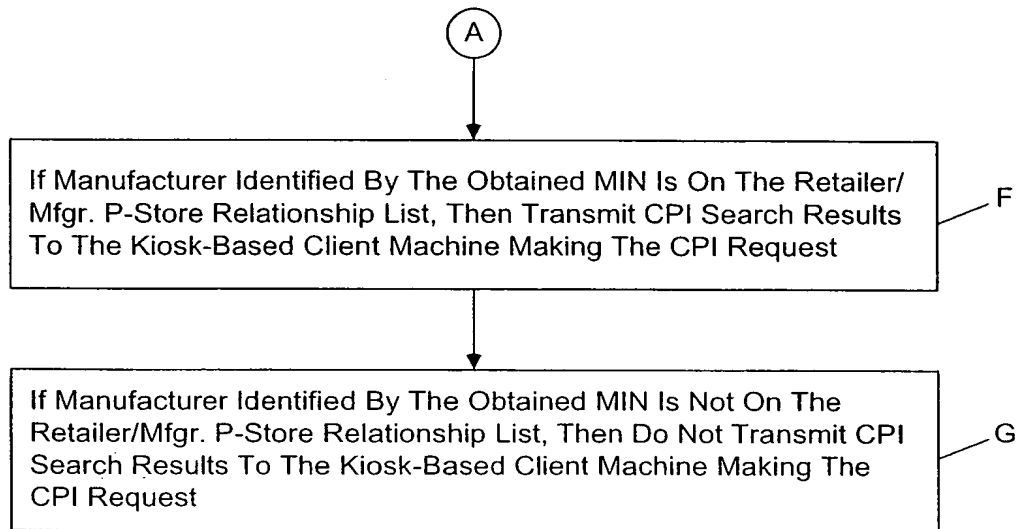 A
If Manufacturer Identified By The Obtained MIN Is On The Retailer/
Mfgr. P-Store Relationship List, Then Transmit CPI Search Results
To The Kiosk-Based Client Machine Making The CPI Request
F
If Manufacturer Identified By The Obtained MIN Is Not On The
Retailer/Mfgr. P-Store Relationship List, Then Do Not Transmit CPI
Search Results To The Kiosk-Based Client Machine Making The
CPI Request
G